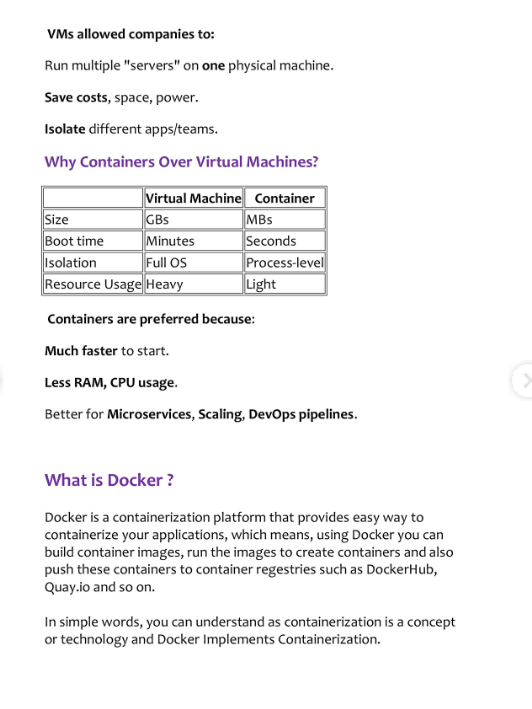 VMs allowed companies to:
Run multiple "servers" on one physical machine.
Save costs, space, power.
Isolate different apps/teams.
Why Containers Over Virtual Machines?
Virtual Machine Container
Size GBs MBs
Boot time Minutes Seconds
Isolation Full OS Process-level
Resource Usage Heavy Light
Containers are preferred because:
Much faster to start.
Less RAM, CPU usage.
Better for Microservices, Scaling, DevOps pipelines.
What is Docker ?
Docker is a containerization platform that provides easy way to
containerize your applications, which means, using Docker you can
build container images, run the images to create containers and also
push these containers to container regestries such as DockerHub,
Quay.io and so on.
In simple words, you can understand as containerization is a concept
or technology and Docker Implements Containerization.